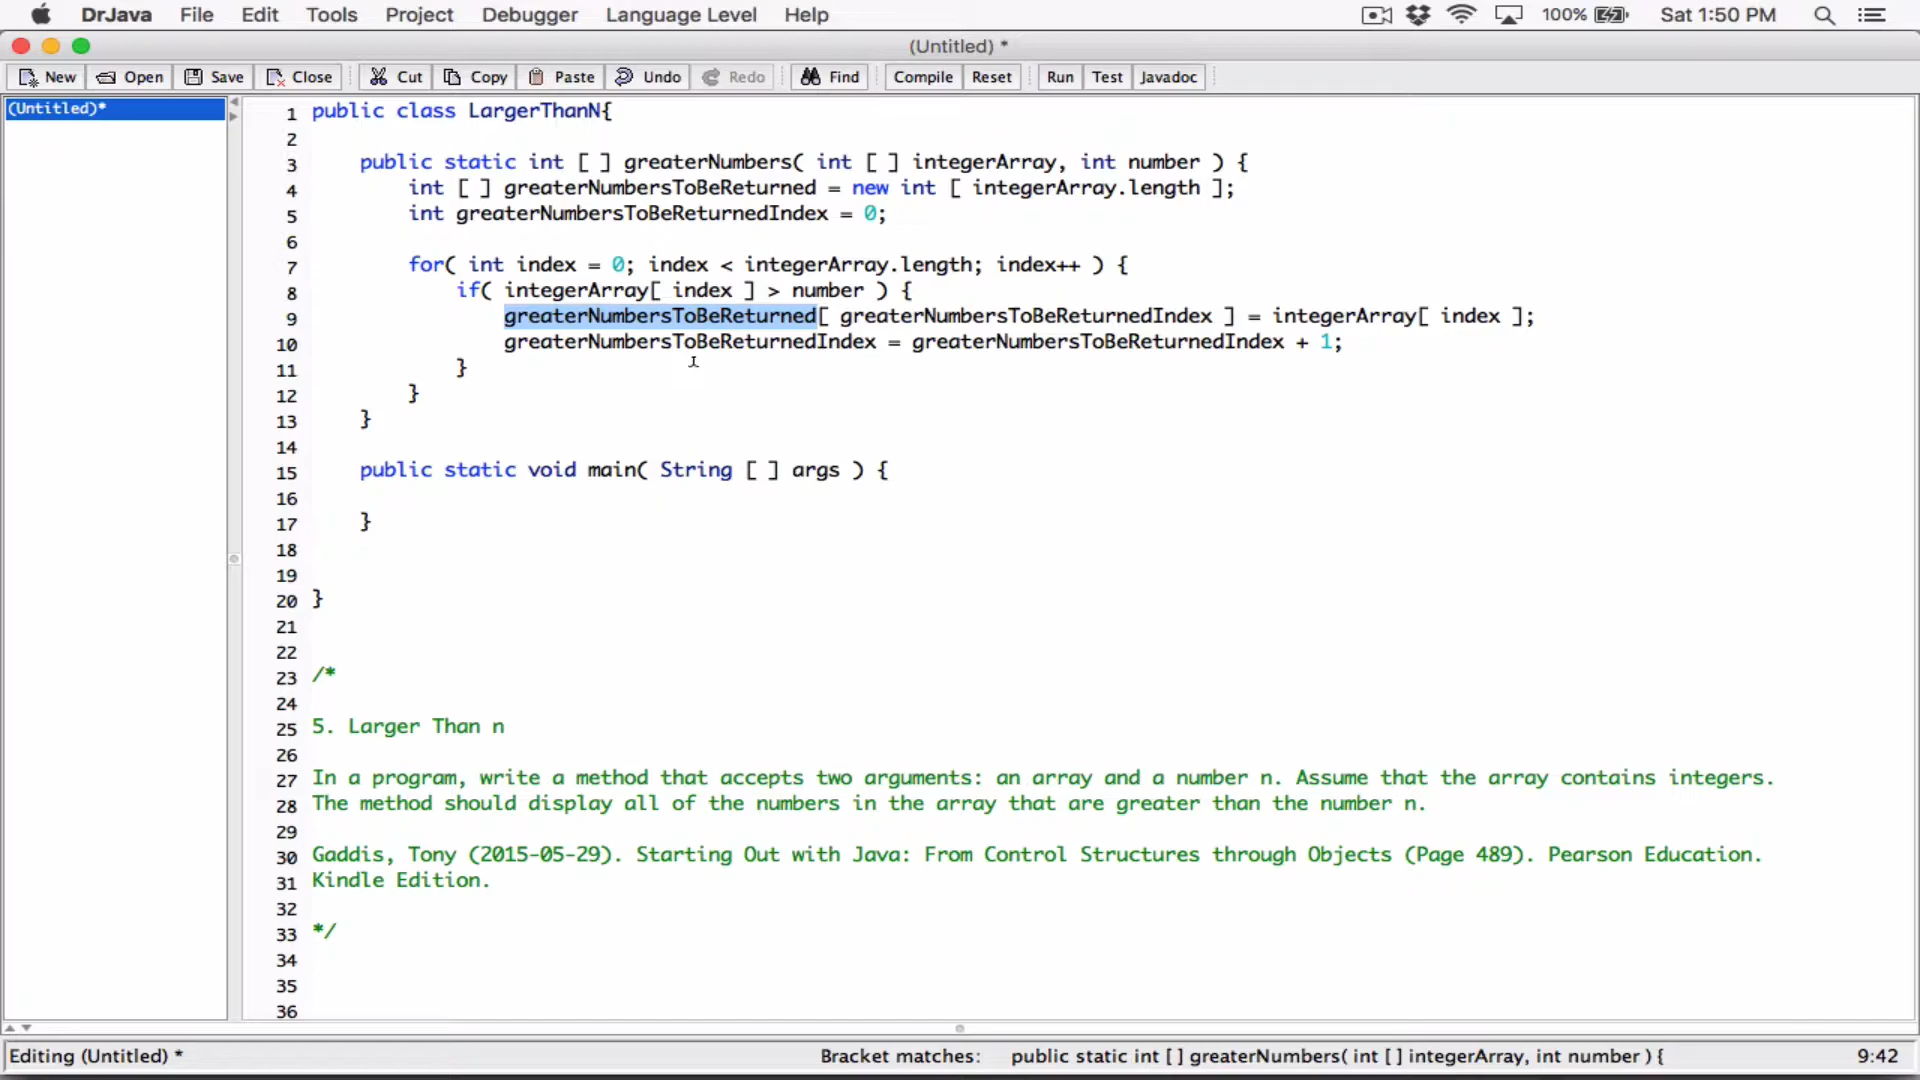 DrJava File Edit Tools Project Debugger Language Level Help 100% Sat 1:50 PM
(Untitled) *
New Open Save Close Cut Copy Paste Undo Redo Find Compile Reset Run Test Javadoc
(Untitled)*
1 public class LargerThanN{
2
3 public static int [ ] greaterNumbers( int [ ] integerArray, int number ) {
4 int [ ] greaterNumbersToBeReturned = new int [ integerArray.length ];
5 int greaterNumbersToBeReturnedIndex = 0;
6
7 for( int index = 0; index < integerArray.length; index++ ) {
8 if( integerArray[ index ] > number ) {
9 greaterNumbersToBeReturned[ greaterNumbersToBeReturnedIndex ] = integerArray[ index ];
10 greaterNumbersToBeReturnedIndex = greaterNumbersToBeReturnedIndex + 1;
11 }
12 }
13 }
14
15 public static void main( String [ ] args ) {
16
17 }
18
19
20 }
21
22
23 /*
24
25 5. Larger Than n
26
27 In a program, write a method that accepts two arguments: an array and a number n. Assume that the array contains integers.
28 The method should display all of the numbers in the array that are greater than the number n.
29
30 Gaddis, Tony (2015-05-29). Starting Out with Java: From Control Structures through Objects (Page 489). Pearson Education.
31 Kindle Edition.
32
33 */
34
35
36
Editing (Untitled) * Bracket matches: public static int [ ] greaterNumbers( int [ ] integerArray, int number ) { 9:42